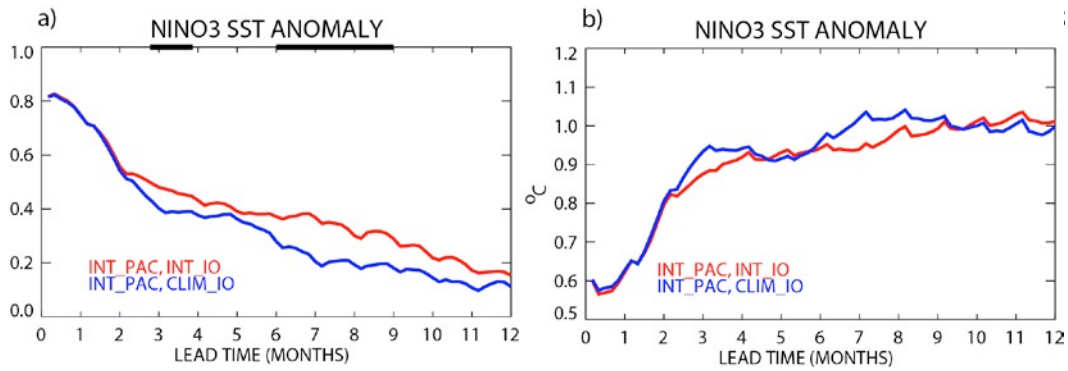 a)
NINO3 SST ANOMALY
1.0
0.8
0.6
0.4
0.2
0.0
INT_PAC, INT_IO
INT_PAC, CLIM_IO
0 1 2 3 4 5 6 7 8 9 10 11 12
LEAD TIME (MONTHS)
b)
NINO3 SST ANOMALY
1.2
1.1
1.0
0.9
0.8
0.7
0.6
0.5
°C
INT_PAC, INT_IO
INT_PAC, CLIM_IO
0 1 2 3 4 5 6 7 8 9 10 11 12
LEAD TIME (MONTHS)